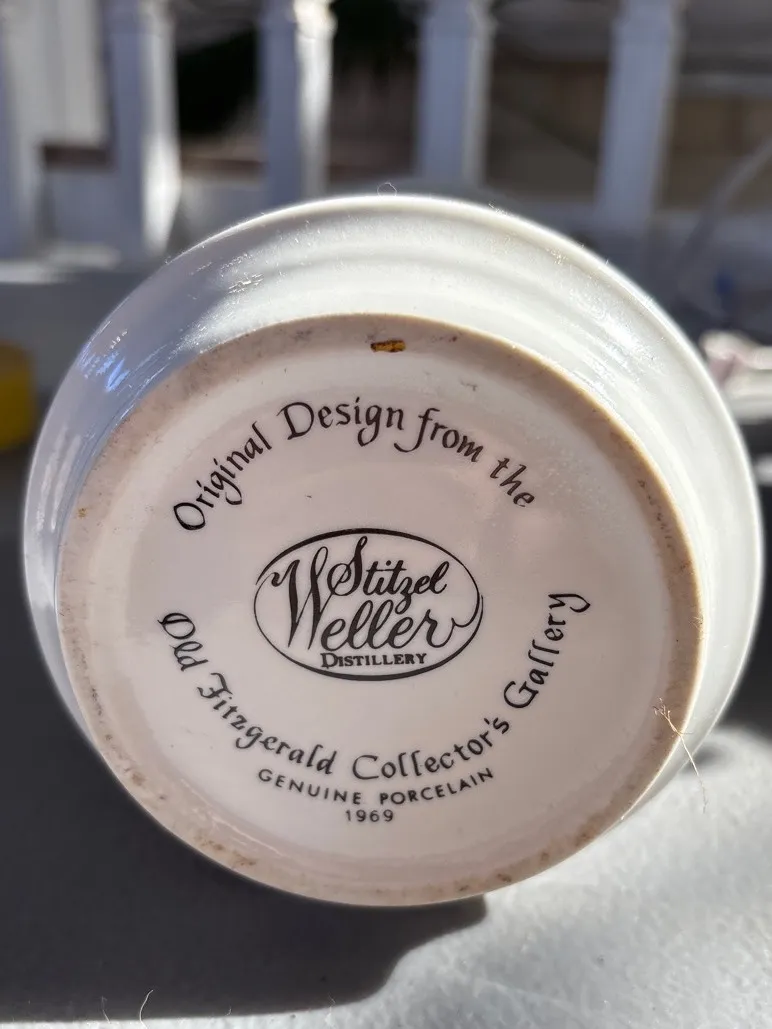 Original Design from the
Stitzel
Weller
DISTILLERY
Old Fitzgerald Collector's Gallery
GENUINE PORCELAIN
1969